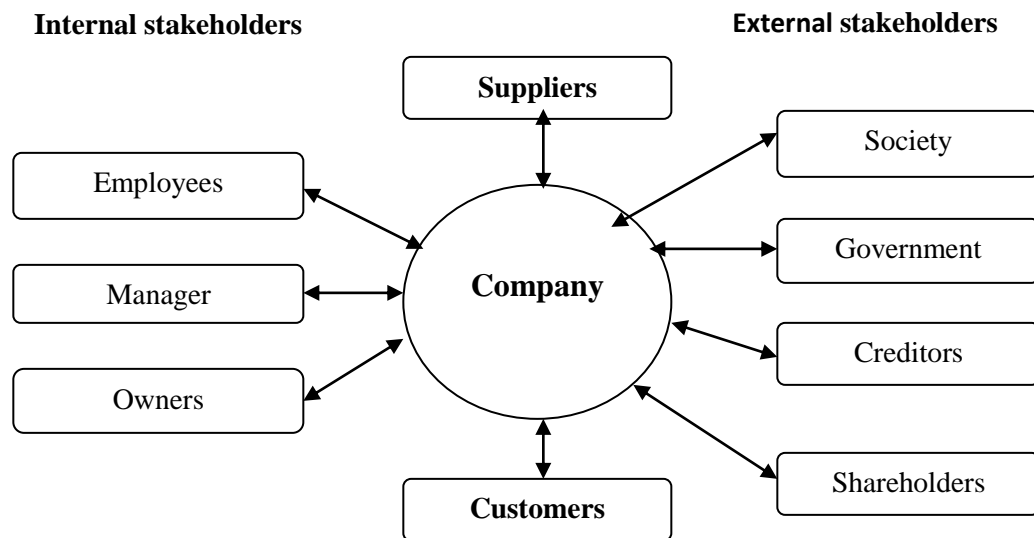 Internal stakeholders
External stakeholders
Suppliers
Society
Employees
Government
Company
Manager
Creditors
Owners
Shareholders
Customers